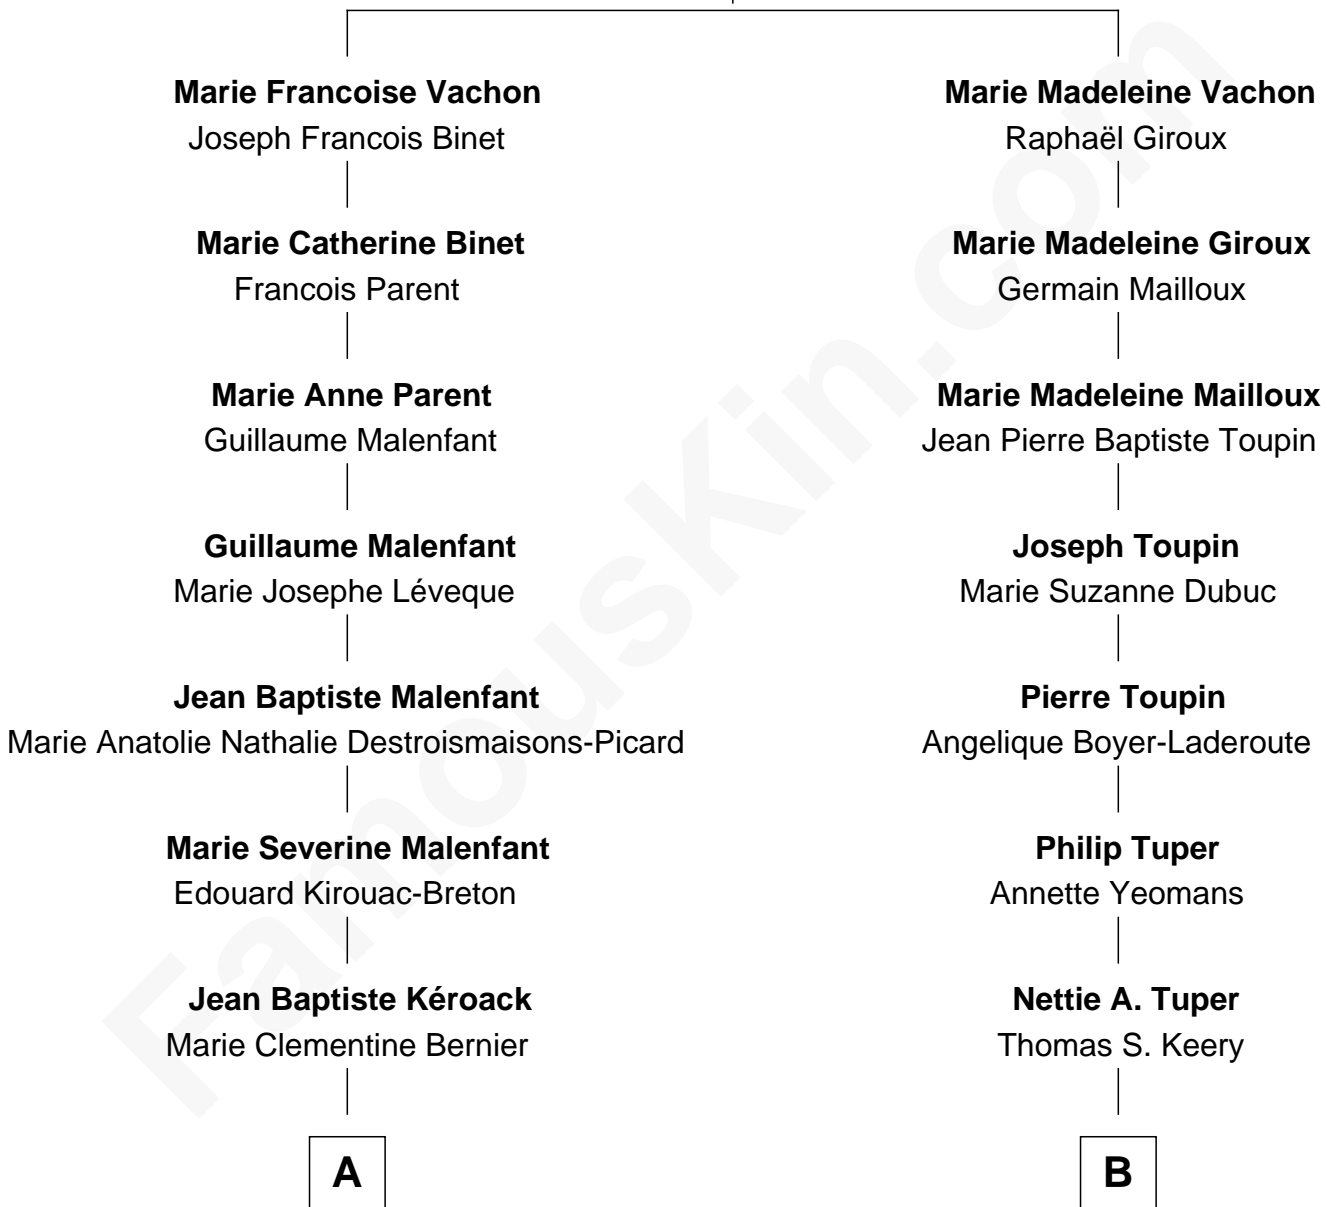 Marie Francoise Vachon
Joseph Francois Binet
Marie Catherine Binet
Francois Parent
Marie Anne Parent
Guillaume Malenfant
Guillaume Malenfant
Marie Josephe Léveque
Jean Baptiste Malenfant
Marie Anatolie Nathalie Destroismaisons-Picard
Marie Severine Malenfant
Edouard Kirouac-Breton
Jean Baptiste Kéroack
Marie Clementine Bernier
A
Marie Madeleine Vachon
Raphaël Giroux
Marie Madeleine Giroux
Germain Mailloux
Marie Madeleine Mailloux
Jean Pierre Baptiste Toupin
Joseph Toupin
Marie Suzanne Dubuc
Pierre Toupin
Angelique Boyer-Laderoute
Philip Tuper
Annette Yeomans
Nettie A. Tuper
Thomas S. Keery
B
FamousKin.com